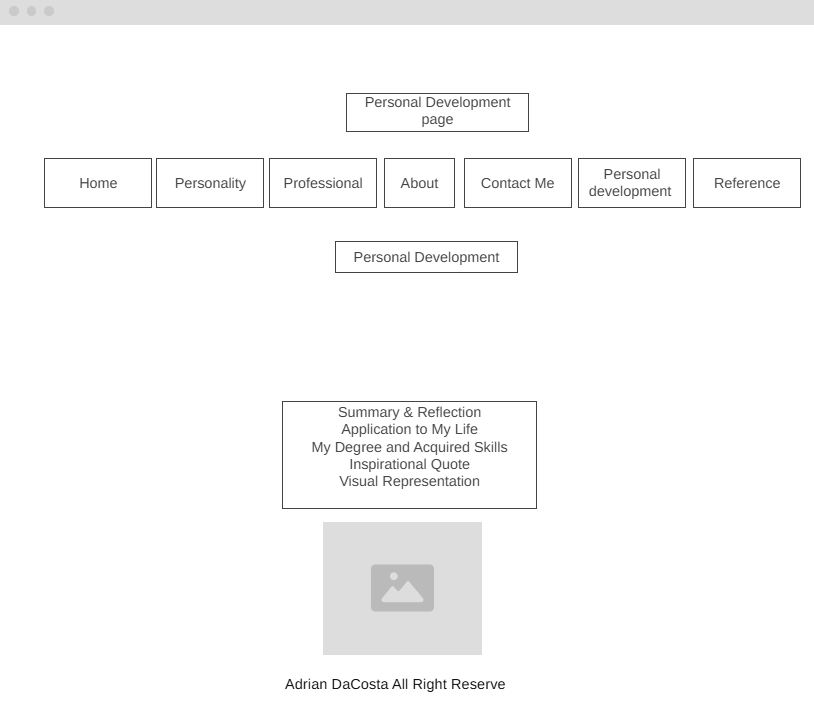 Personal Development
page
Home
Personality
Professional
About
Contact Me
Personal
development
Reference
Personal Development
Summary & Reflection
Application to My Life
My Degree and Acquired Skills
Inspirational Quote
Visual Representation
Adrian DaCosta All Right Reserve